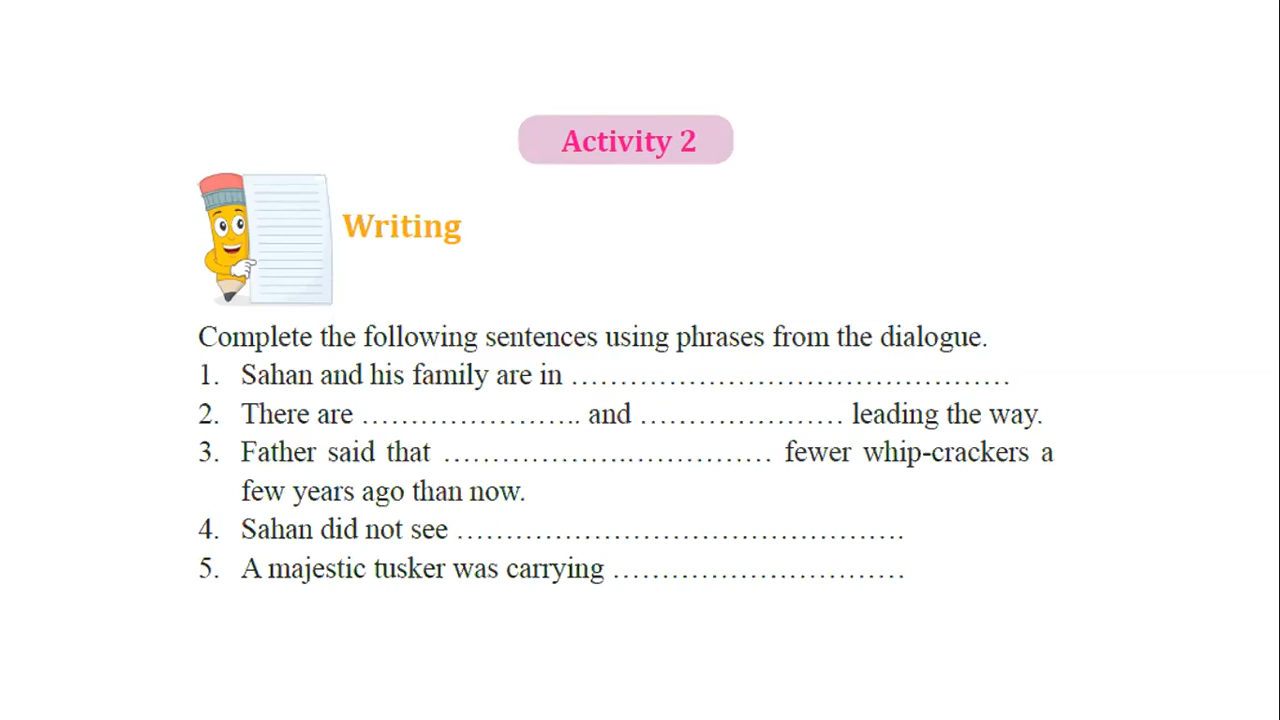 Activity 2
Writing
Complete the following sentences using phrases from the dialogue.
1. Sahan and his family are in ………………………………………
2. There are ………………….. and ………………… leading the way.
3. Father said that ……………….…………… fewer whip-crackers a
few years ago than now.
4. Sahan did not see ……………………………………….
5. A majestic tusker was carrying …………………………